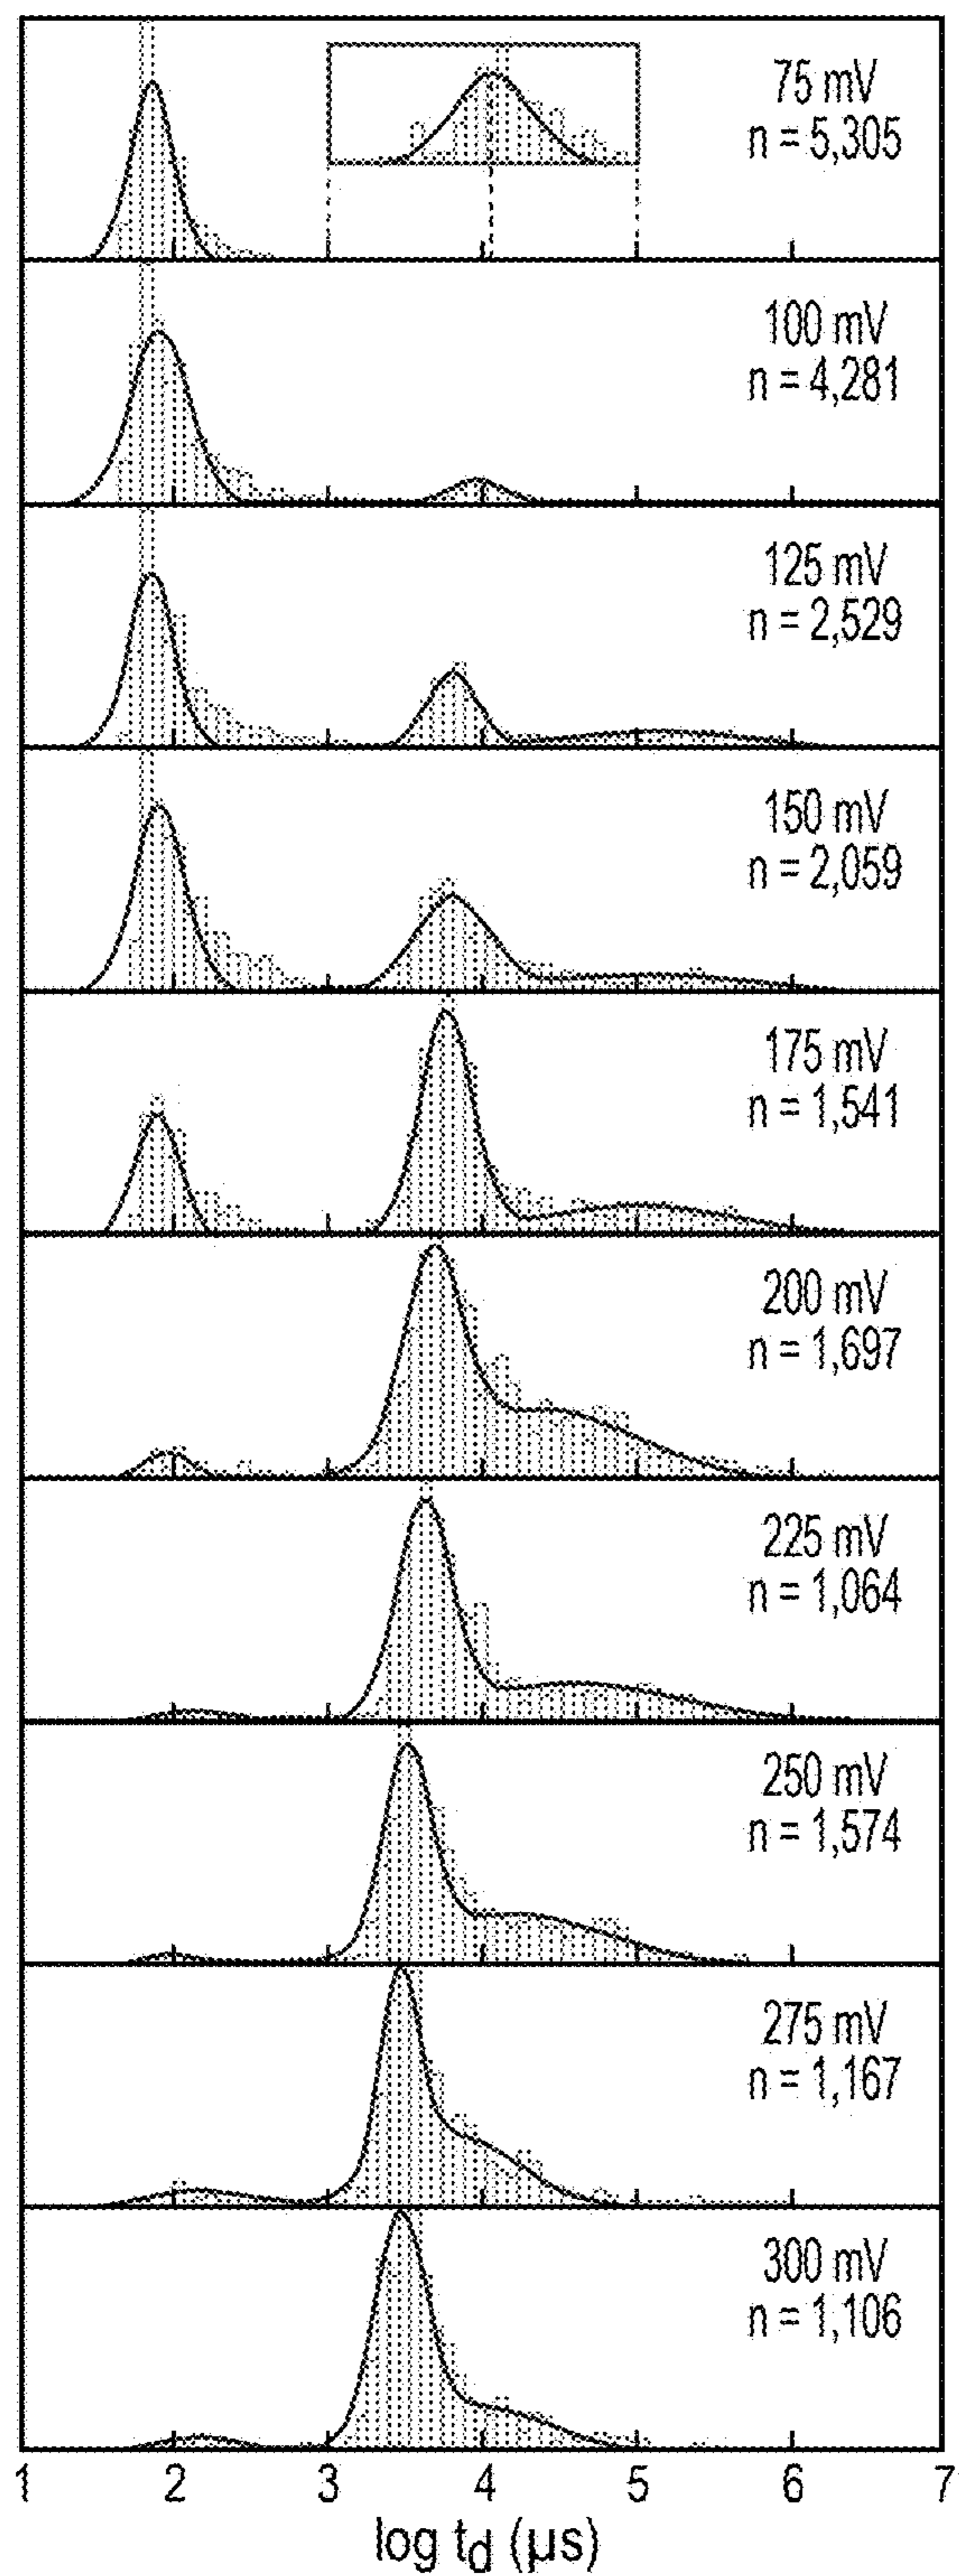 75 mV
n = 5,305
100 mV
n = 4,281
125 mV
n = 2,529
150 mV
n = 2,059
175 mV
n = 1,541
200 mV
n = 1,697
225 mV
n = 1,064
250 mV
n = 1,574
275 mV
n = 1,167
300 mV
n = 1,106
1 2 3 4 5 6 7
log td (µs)